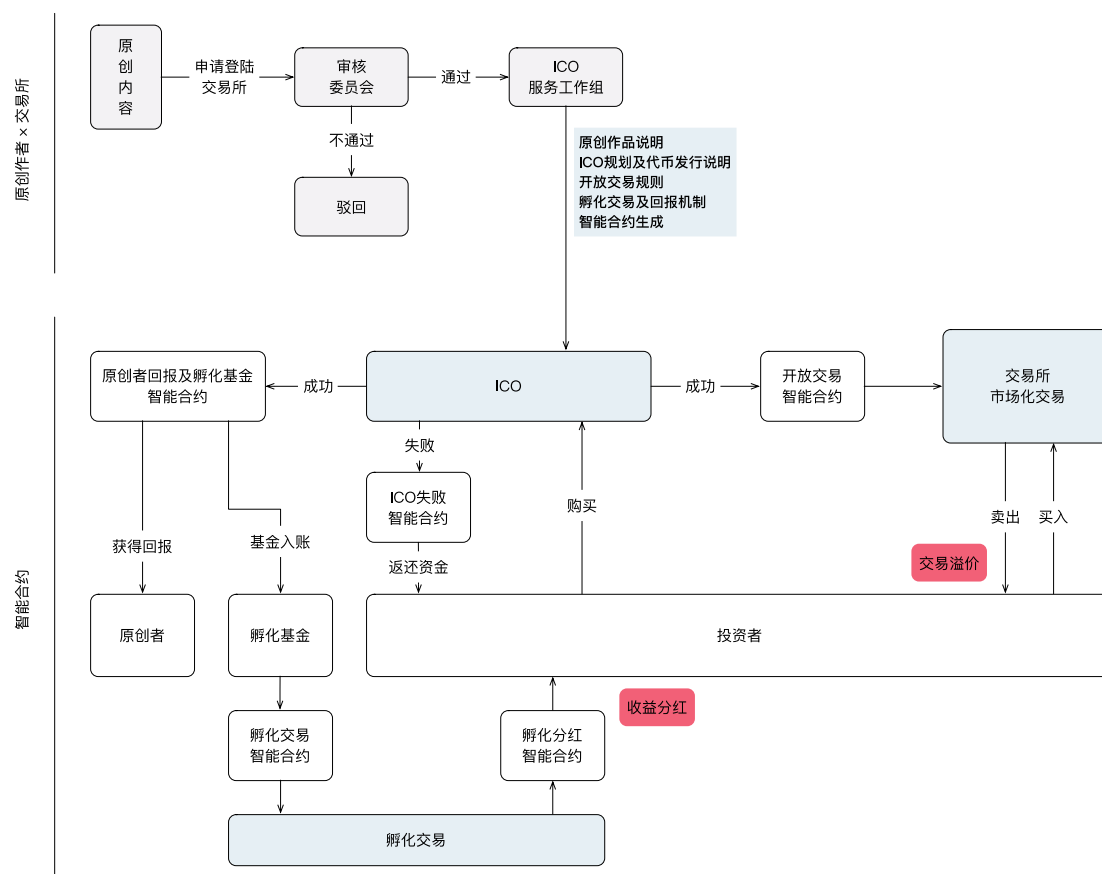 原创作者 × 交易所
原
创
内
容
申请登陆
交易所
审核
委员会
通过
ICO
服务工作组
不通过
驳回
原创作品说明
ICO规划及代币发行说明
开放交易规则
孵化交易及回报机制
智能合约生成
智能合约
原创者回报及孵化基金
智能合约
成功
ICO
成功
开放交易
智能合约
交易所
市场化交易
失败
ICO失败
智能合约
购买
卖出
买入
获得回报
基金入账
返还资金
交易溢价
原创者
孵化基金
投资者
收益分红
孵化交易
智能合约
孵化分红
智能合约
孵化交易